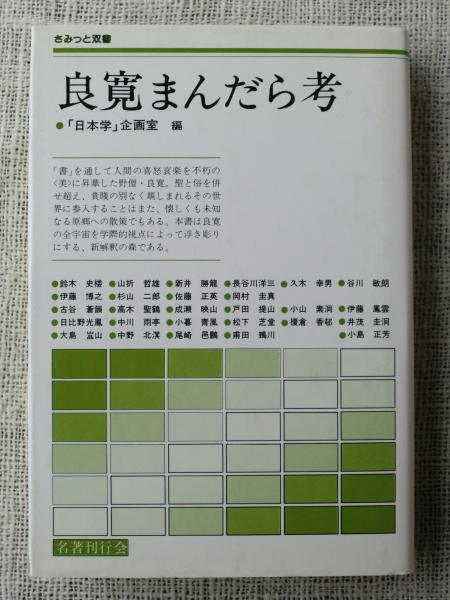 さみっと双書
良寛まんだら考
●「日本学」企画室 編
「書」を通して人間の喜怒哀楽を不朽の
〈美〉に昇華した野僧・良寛。聖と俗を併
せ超え、貴賤の別なく親しまれるその世
界に参入することはまた、懐しくも未知
なる原郷への散策でもある。本書は良寛
の全宇宙を学際的視点によって浮き彫り
にする、新解釈の森である。
●鈴木 史楼 ●山折 哲雄 ●新井 勝龍 ●長谷川洋三 ●久木 幸男 ●谷川 敏朗
●伊藤 博之 ●杉山 二郎 ●佐藤 正英 ●岡村 圭真
●古谷 蒼韻 ●高木 聖鶴 ●成瀬 映山 ●戸田 提山 ●小山 素洞 ●伊藤 鳳雲
●日比野光鳳 ●中川 雨亭 ●小暮 青風 ●松下 芝堂 ●榎倉 香邨 ●井茂 圭洞
●大島 嵒山 ●中野 北溟 ●尾崎 邑鵬 ●甫田 鵄川 ●小島 正芳
名著刊行会